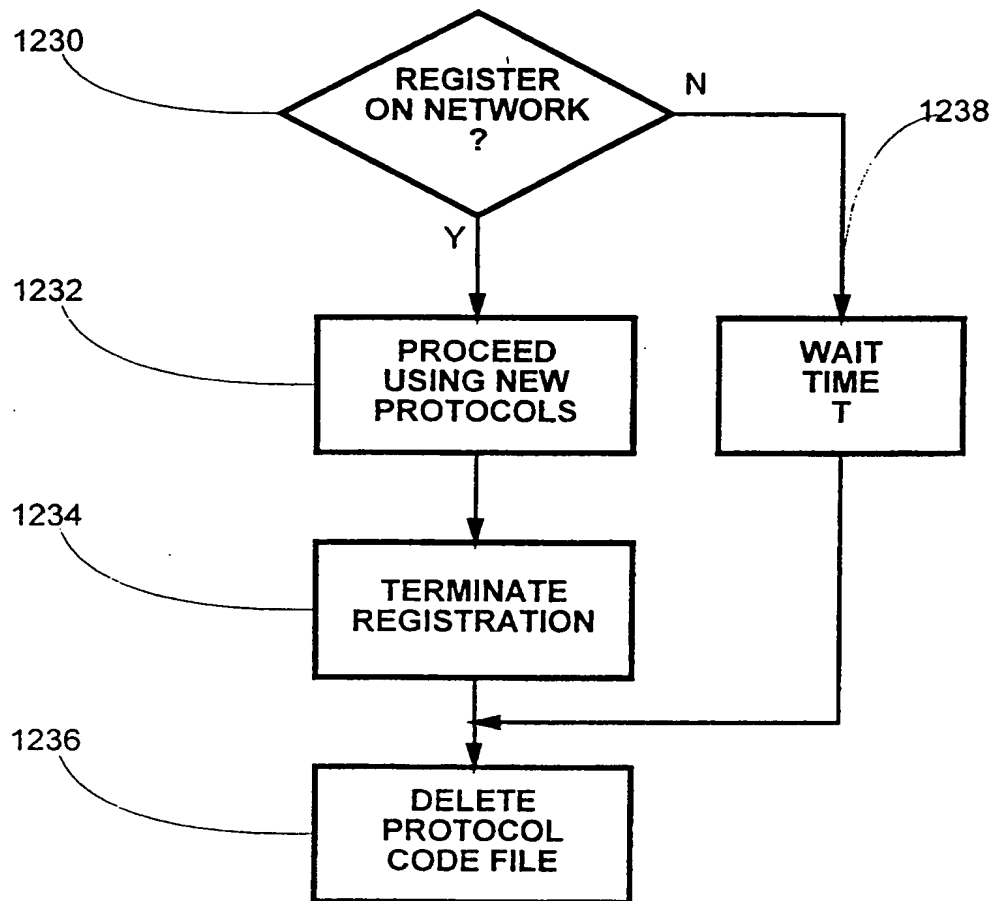 1230
REGISTER
ON NETWORK
?
N
1238
Y
1232
PROCEED
USING NEW
PROTOCOLS
WAIT
TIME
T
1234
TERMINATE
REGISTRATION
1236
DELETE
PROTOCOL
CODE FILE